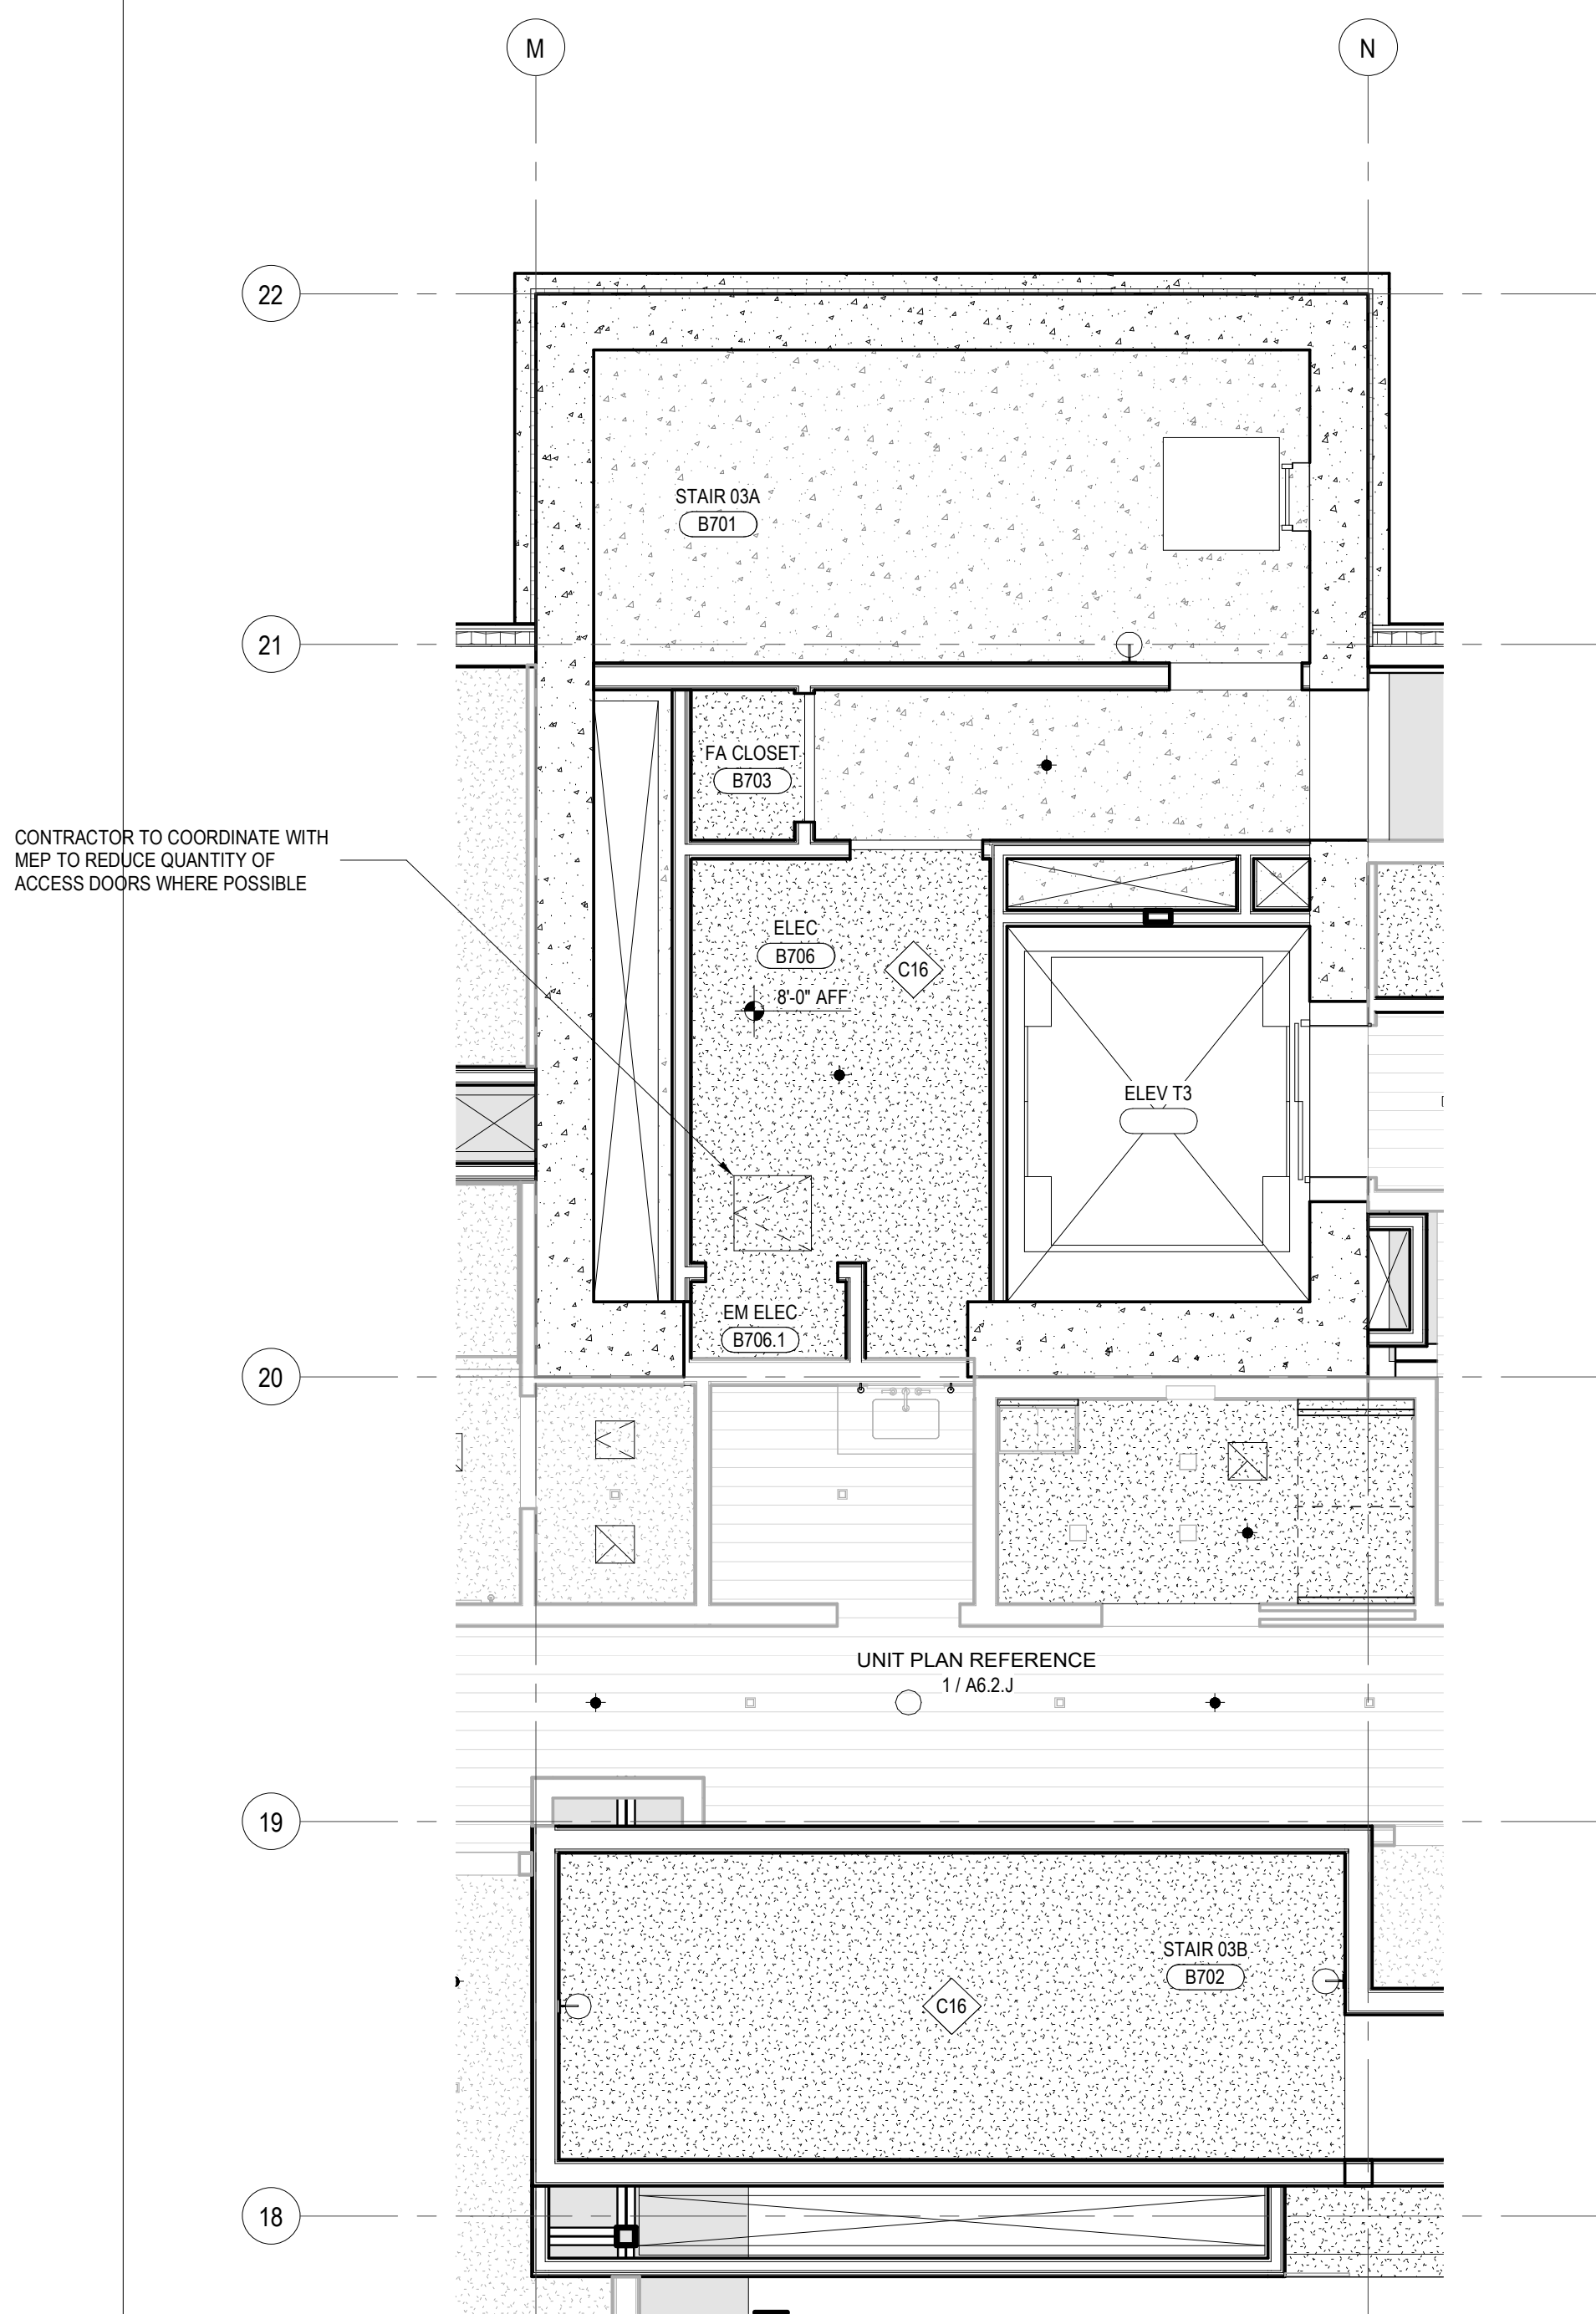 M
N
22
STAIR 03A
B701
21
FA CLOSET
B703
CONTRACTOR TO COORDINATE WITH
MEP TO REDUCE QUANTITY OF
ACCESS DOORS WHERE POSSIBLE
ELEC
B706
C16
8'-0" AFF
ELEV T3
EM ELEC
B706.1
20
UNIT PLAN REFERENCE
1 / A6.2.J
19
STAIR 03B
B702
C16
18